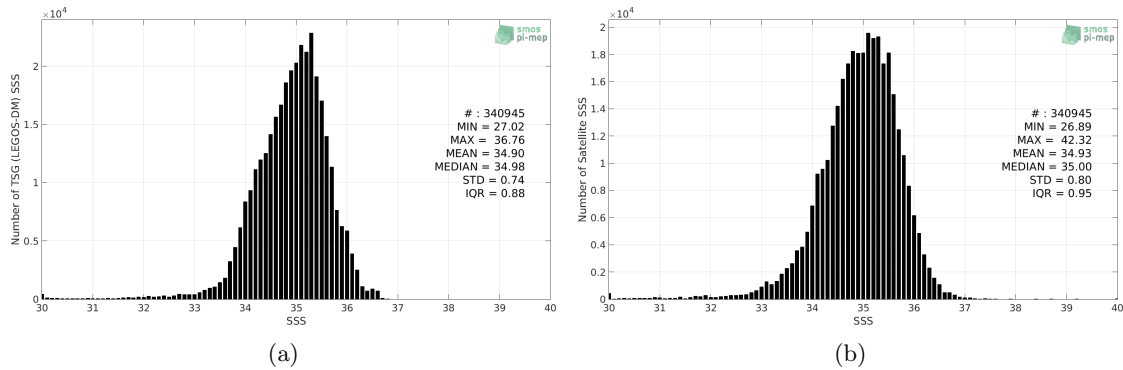 ×10⁴
smos
pi-mep
Number of TSG (LEGOS-DM) SSS
2
1.5
1
0.5
0
# : 340945
MIN = 27.02
MAX = 36.76
MEAN = 34.90
MEDIAN = 34.98
STD = 0.74
IQR = 0.88
30 31 32 33 34 35 36 37 38 39 40
SSS
(a)
×10⁴
smos
pi-mep
Number of Satellite SSS
2
1.8
1.6
1.4
1.2
1
0.8
0.6
0.4
0.2
0
# : 340945
MIN = 26.89
MAX = 42.32
MEAN = 34.93
MEDIAN = 35.00
STD = 0.80
IQR = 0.95
30 31 32 33 34 35 36 37 38 39 40
SSS
(b)